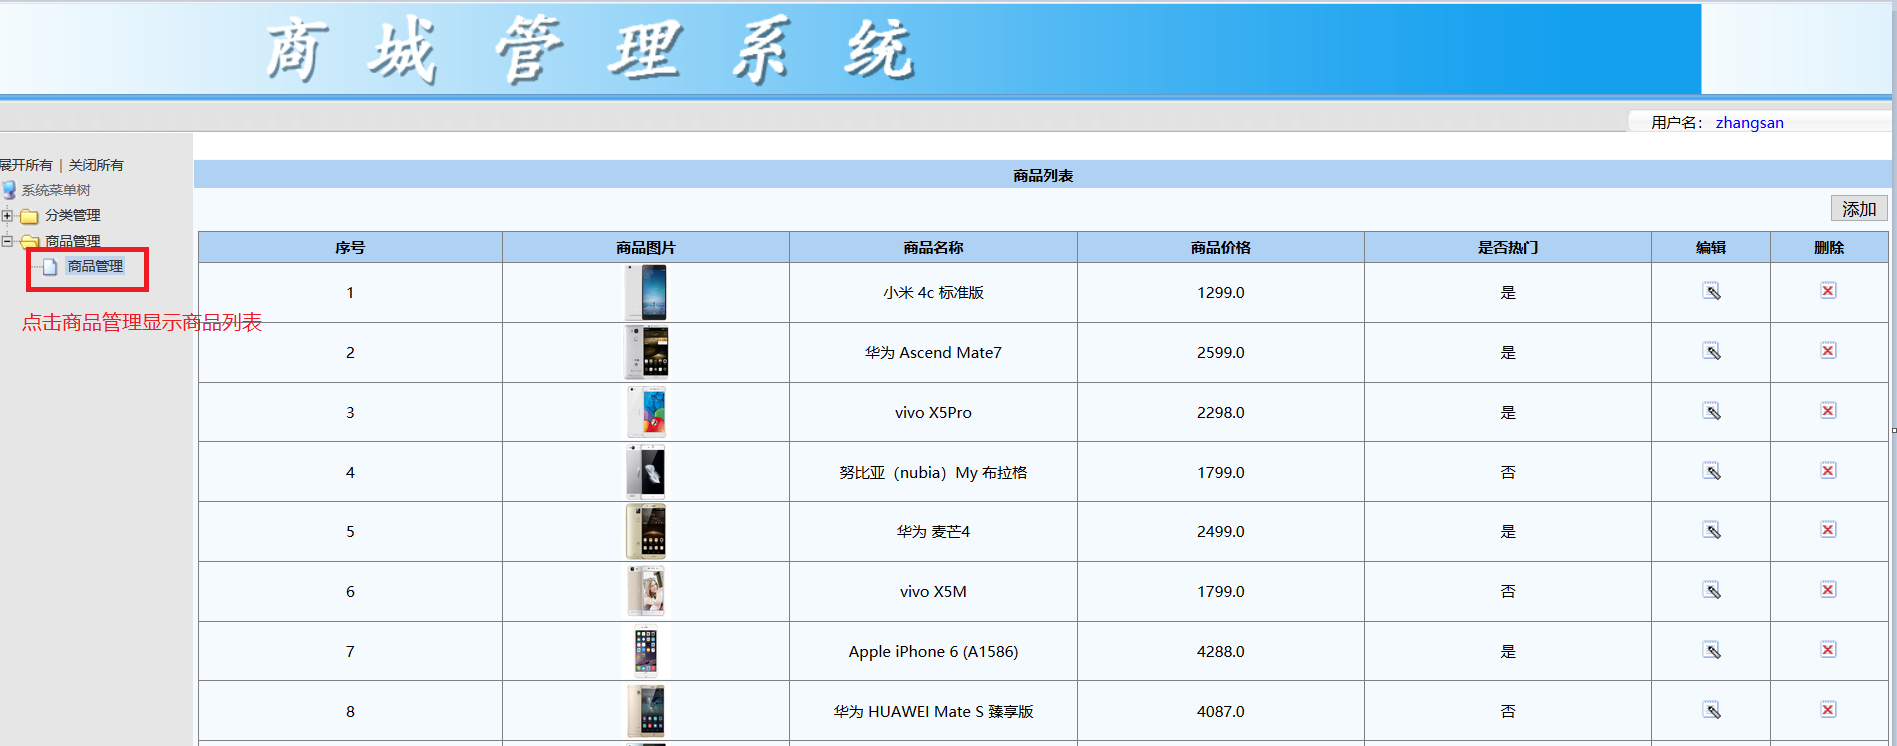 商城管理系统
用户名： zhangsan
展开所有 | 关闭所有
系统菜单树
分类管理
商品管理
商品管理
点击商品管理显示商品列表
商品列表
添加
序号 商品图片 商品名称 商品价格 是否热门 编辑 删除
1 小米 4c 标准版 1299.0 是
2 华为 Ascend Mate7 2599.0 是
3 vivo X5Pro 2298.0 是
4 努比亚（nubia）My 布拉格 1799.0 否
5 华为 麦芒4 2499.0 是
6 vivo X5M 1799.0 否
7 Apple iPhone 6 (A1586) 4288.0 是
8 华为 HUAWEI Mate S 臻享版 4087.0 否